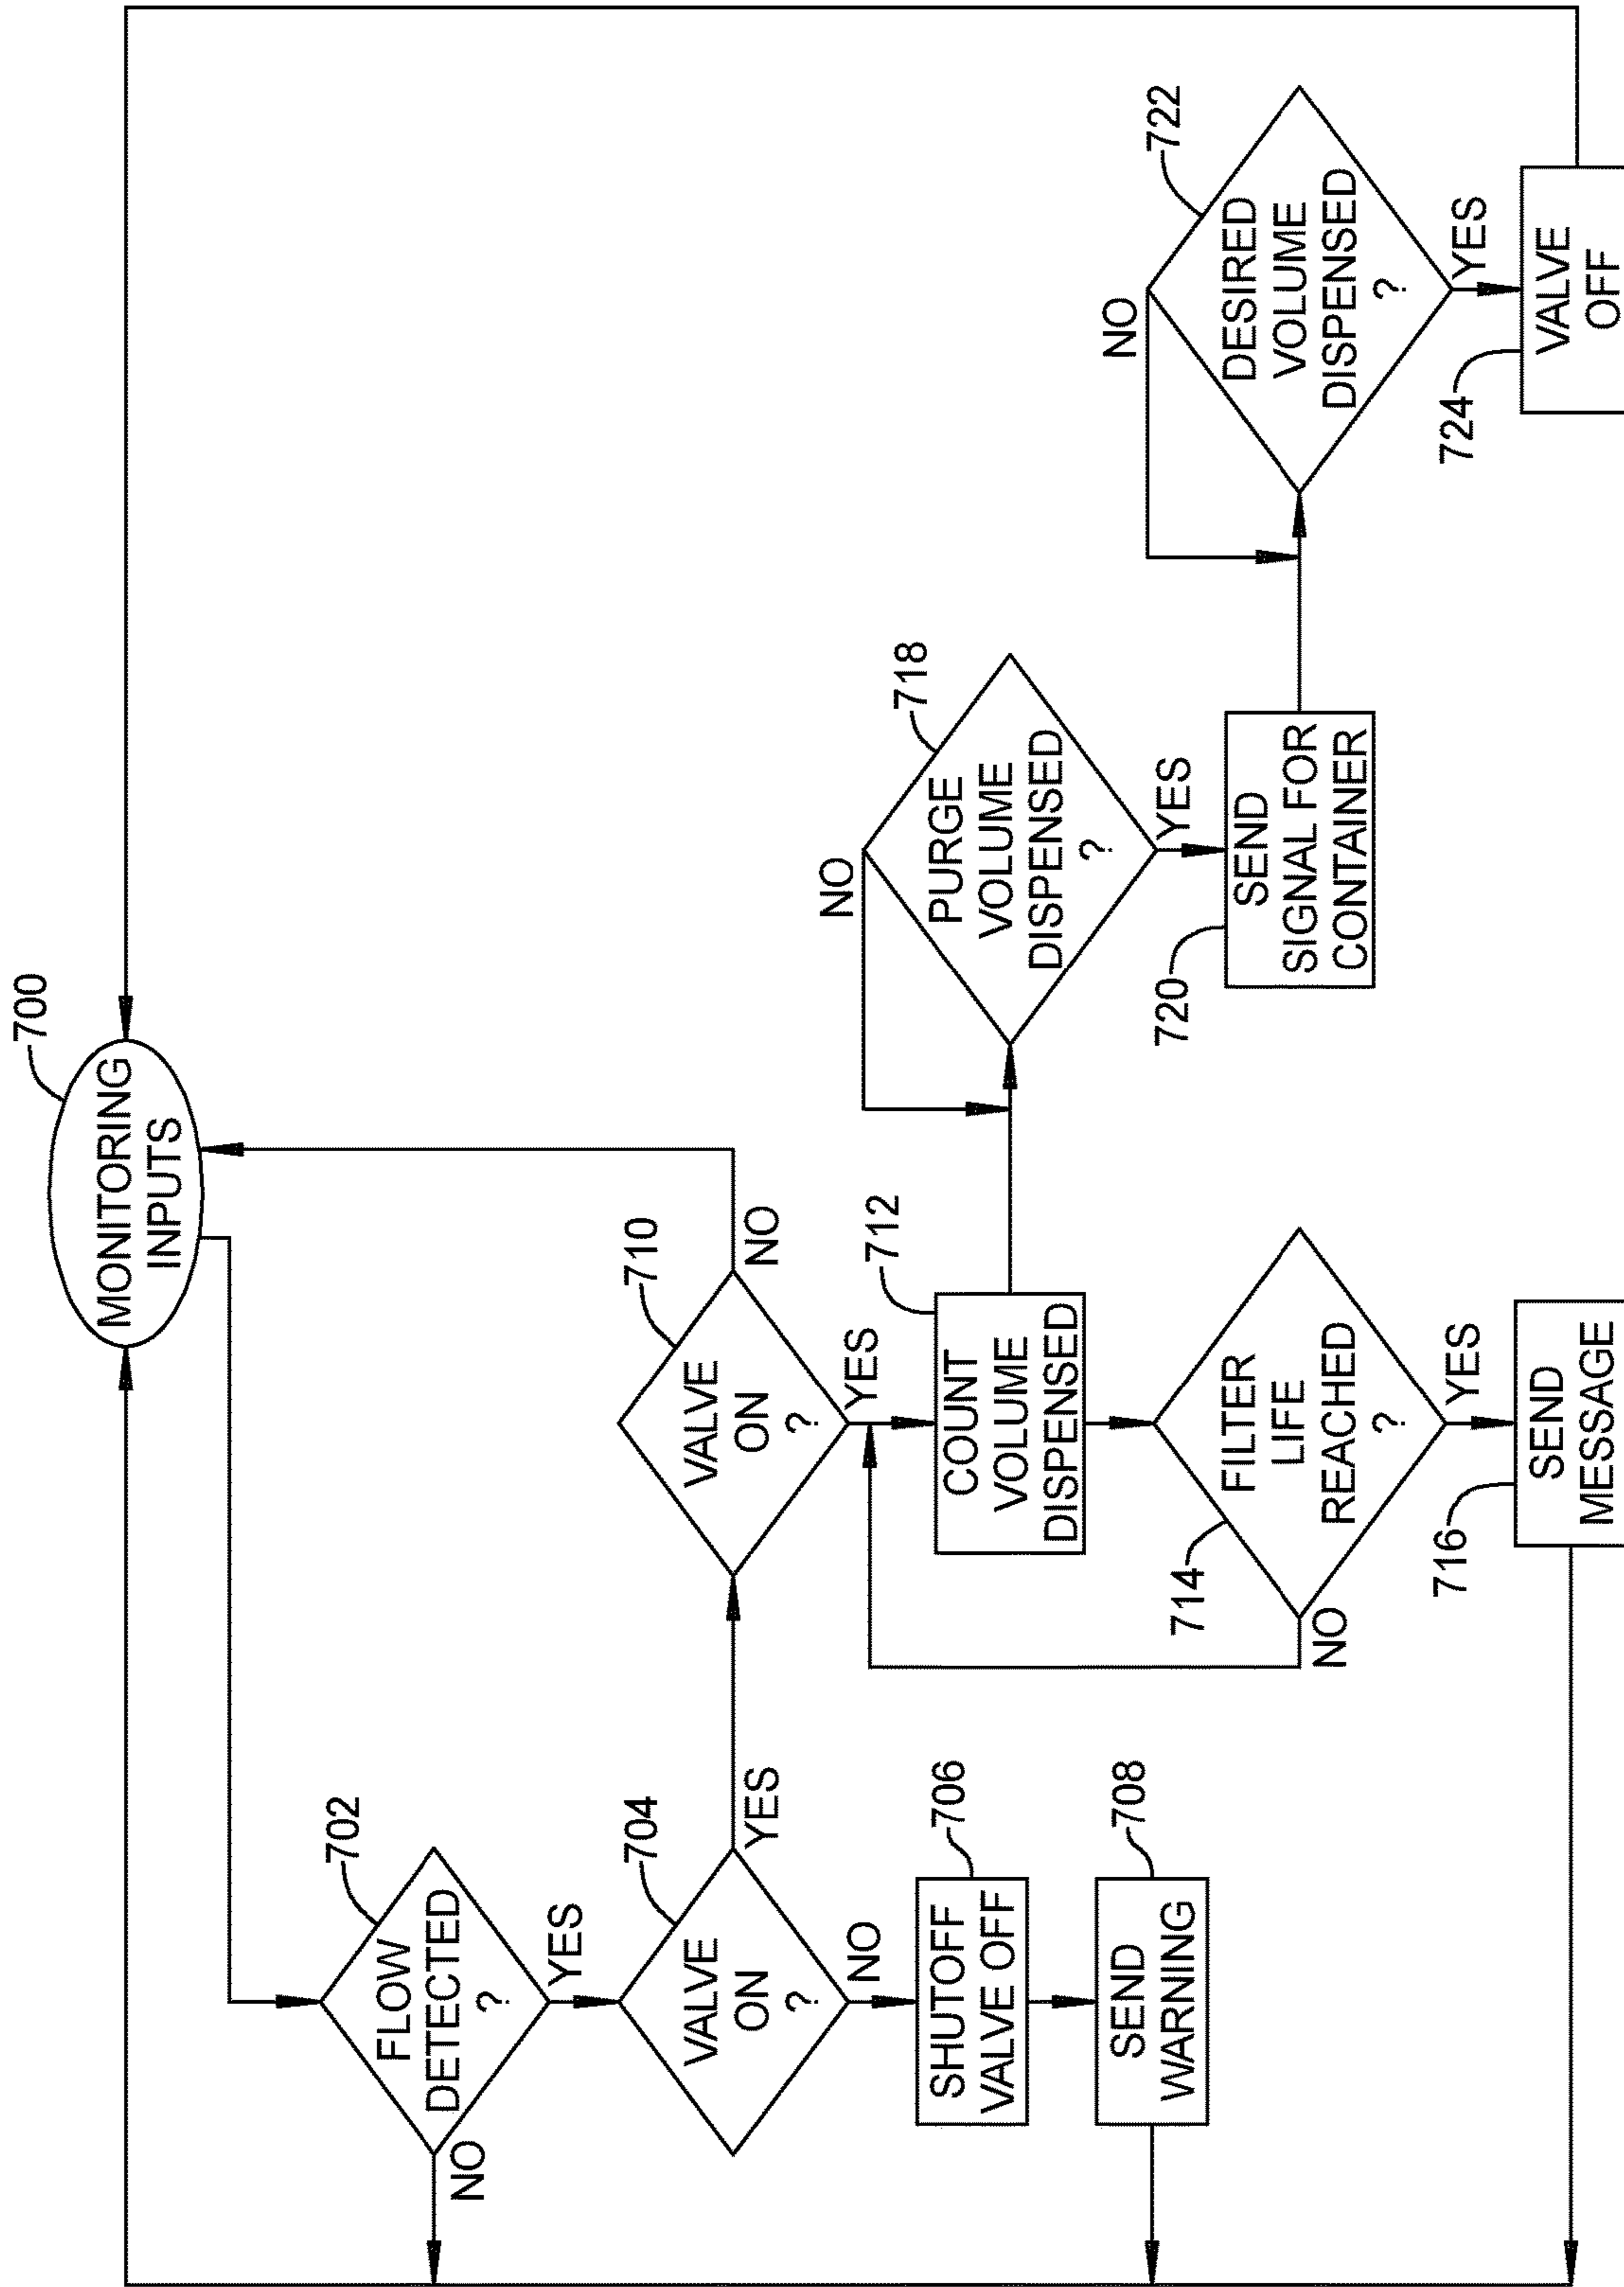 700
MONITORING
INPUTS
702
FLOW
DETECTED
?
NO
YES
704
VALVE
ON
?
YES
NO
706
SHUTOFF
VALVE OFF
708
SEND
WARNING
710
VALVE
ON
?
NO
YES
712
COUNT
VOLUME
DISPENSED
714
FILTER
LIFE
REACHED
?
NO
YES
716
SEND
MESSAGE
718
PURGE
VOLUME
DISPENSED
?
NO
YES
720
SEND
SIGNAL FOR
CONTAINER
722
DESIRED
VOLUME
DISPENSED
?
NO
YES
724
VALVE
OFF